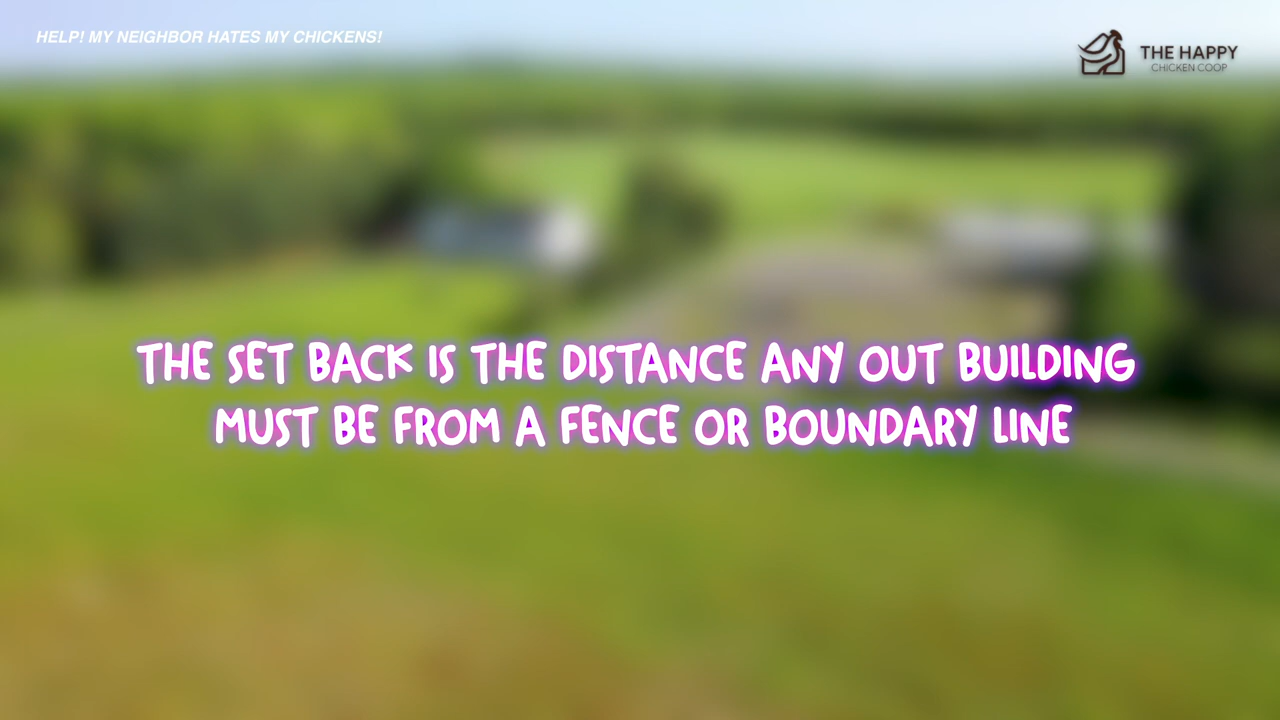 HELP! MY NEIGHBOR HATES MY CHICKENS!
THE HAPPY
CHICKEN COOP
THE SET BACK IS THE DISTANCE ANY OUT BUILDING
MUST BE FROM A FENCE OR BOUNDARY LINE